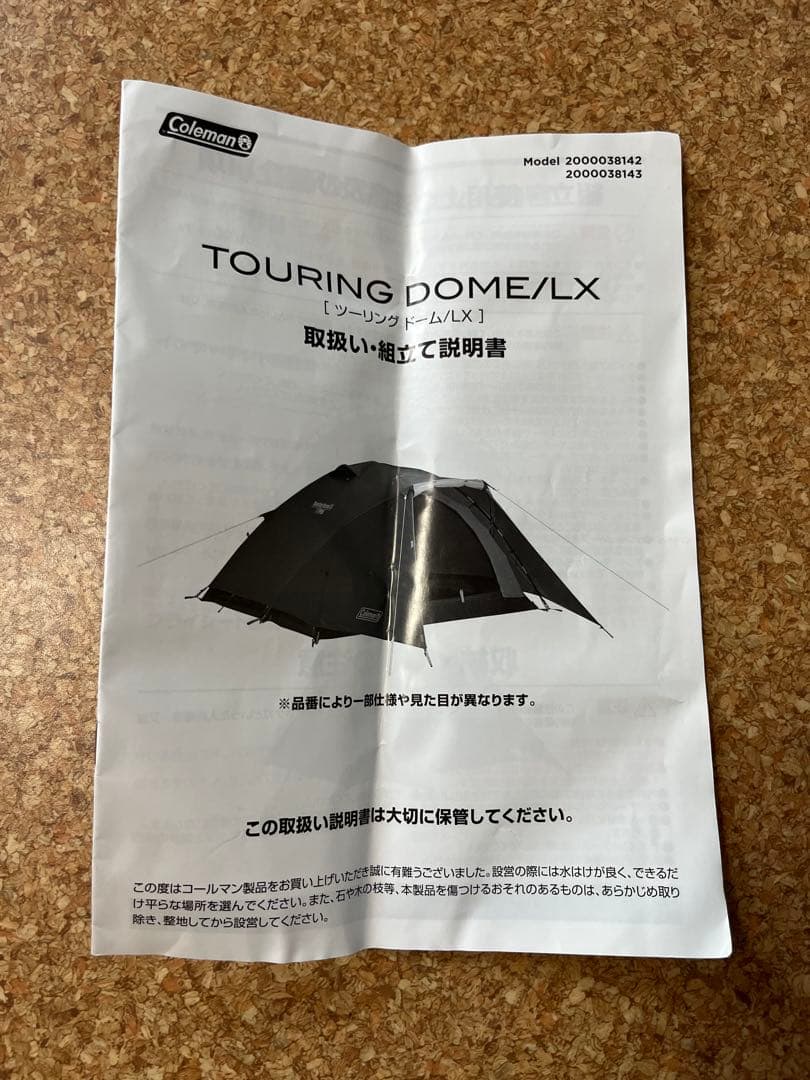 Coleman
Model 2000038142
2000038143
TOURING DOME/LX
[ ツーリングドーム/LX ]
取扱い・組立て説明書
Coleman
※品番により一部仕様や見た目が異なります。
この取扱い説明書は大切に保管してください。
この度はコールマン製品をお買い上げいただき誠に有難うございました。設営の際には水はけが良く、できるだ
け平らな場所を選んでください。また、石や木の枝等、本製品を傷つけるおそれのあるものは、あらかじめ取り
除き、整地してから設営してください。